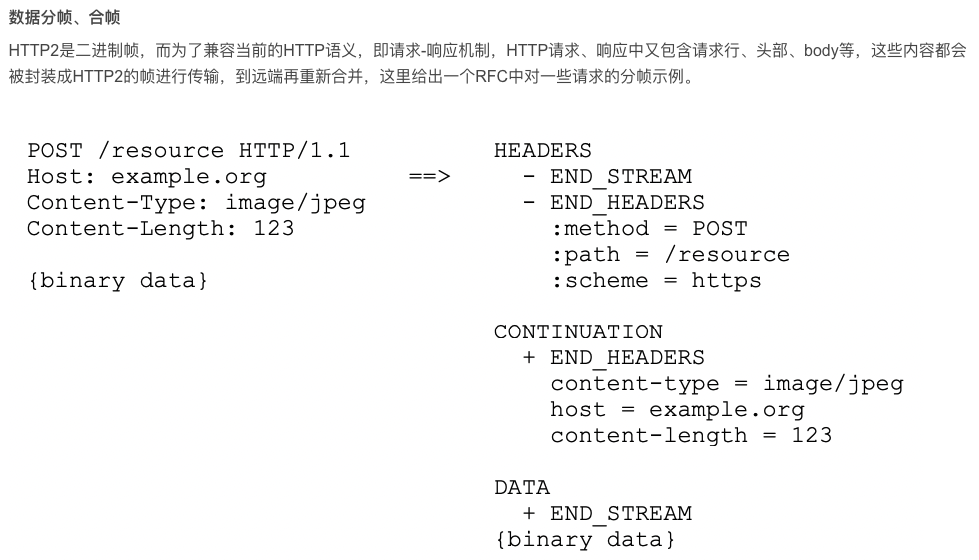 数据分帧、合帧
HTTP2是二进制帧，而为了兼容当前的HTTP语义，即请求-响应机制，HTTP请求、响应中又包含请求行、头部、body等，这些内容都会
被封装成HTTP2的帧进行传输，到远端再重新合并，这里给出一个RFC中对一些请求的分帧示例。
POST /resource HTTP/1.1 HEADERS
Host: example.org ==> - END_STREAM
Content-Type: image/jpeg - END_HEADERS
Content-Length: 123 :method = POST
:path = /resource
{binary data} :scheme = https
CONTINUATION
+ END_HEADERS
content-type = image/jpeg
host = example.org
content-length = 123
DATA
+ END_STREAM
{binary data}